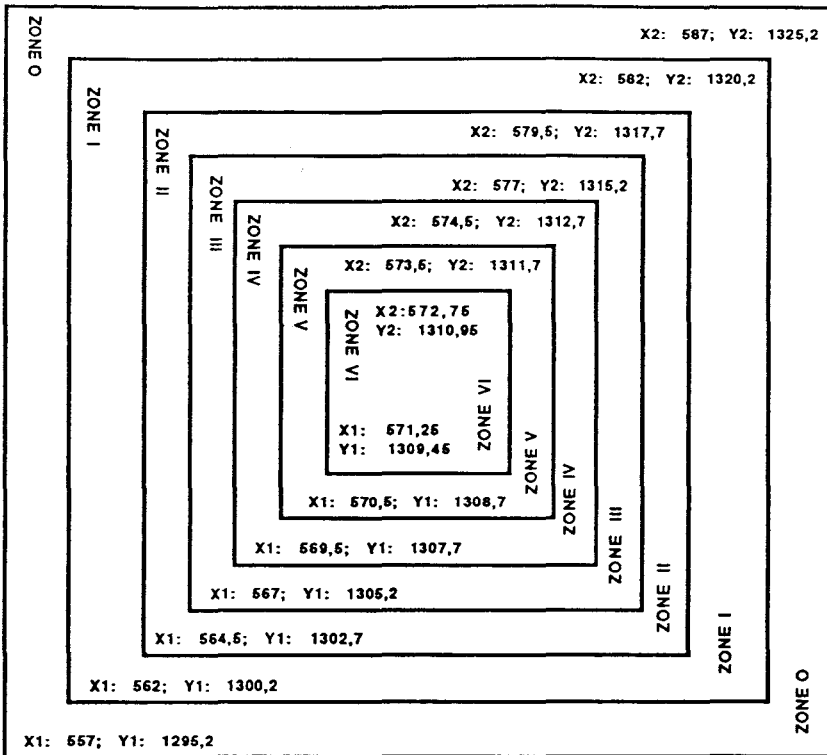 ZONE O
X2: 587; Y2: 1325,2
X2: 582; Y2: 1320,2
ZONE I
X2: 579,5; Y2: 1317,7
ZONE II
X2: 577; Y2: 1315,2
ZONE III
X2: 574,5; Y2: 1312,7
ZONE IV
X2: 573,5; Y2: 1311,7
ZONE V
X2:572,75
Y2: 1310,95
ZONE VI
X1: 571,25
Y1: 1309,45
ZONE VI
X1: 570,5; Y1: 1308,7
ZONE V
X1: 569,5; Y1: 1307,7
ZONE IV
X1: 567; Y1: 1305,2
ZONE III
X1: 564,5; Y1: 1302,7
ZONE II
X1: 562; Y1: 1300,2
ZONE I
X1: 557; Y1: 1295,2
ZONE O